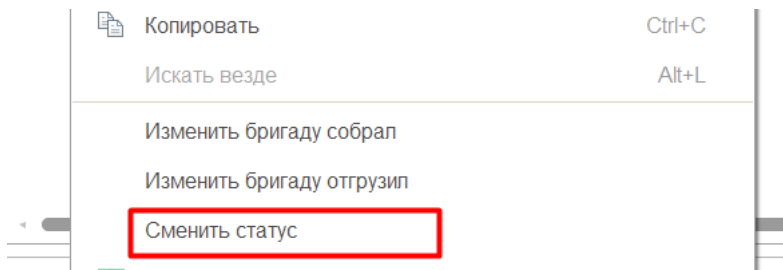 Копировать Ctrl+C
Искать везде Alt+L
Изменить бригаду собрал
Изменить бригаду отгрузил
Сменить статус